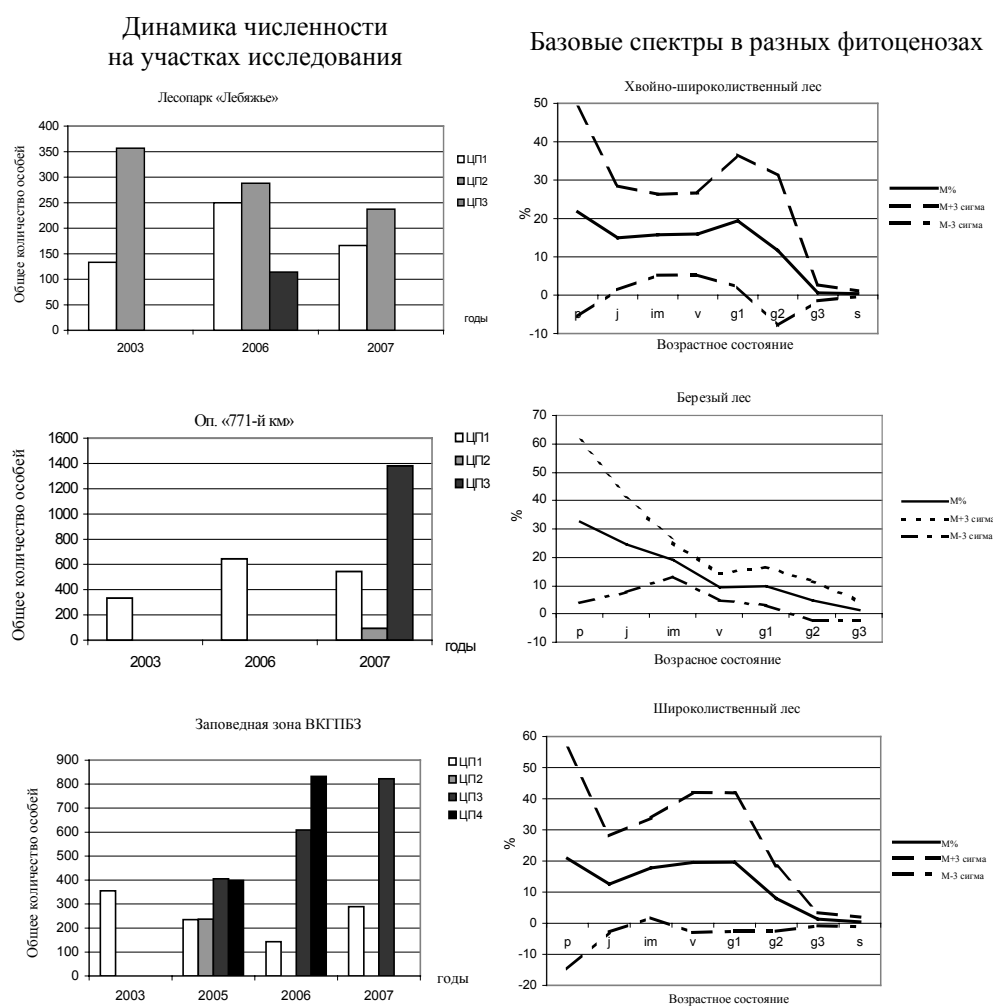 Динамика численности
на участках исследования
Лесопарк «Лебяжье»
Общее количество особей
400
350
300
250
200
150
100
50
0
2003
2006
2007
годы
ЦП1
ЦП2
ЦП3
Оп. «771-й км»
Общее количество особей
1600
1400
1200
1000
800
600
400
200
0
2003
2006
2007
годы
ЦП1
ЦП2
ЦП3
Заповедная зона ВКГПБЗ
Общее количество особей
900
800
700
600
500
400
300
200
100
0
2003
2005
2006
2007
годы
ЦП1
ЦП2
ЦП3
ЦП4
Базовые спектры в разных фитоценозах
Хвойно-широколиственный лес
%
50
40
30
20
10
0
-10
p
j
im
v
g1
g2
g3
s
Возрастное состояние
М%
М+3 сигма
М-3 сигма
Березый лес
%
70
60
50
40
30
20
10
0
-10
p
j
im
v
g1
g2
g3
Возрасное состояние
М%
М+3 сигма
М-3 сигма
Широколиственный лес
%
60
50
40
30
20
10
0
-10
-20
p
j
im
v
g1
g2
g3
s
Возрастное состояние
М%
М+3 сигма
М-3 сигма